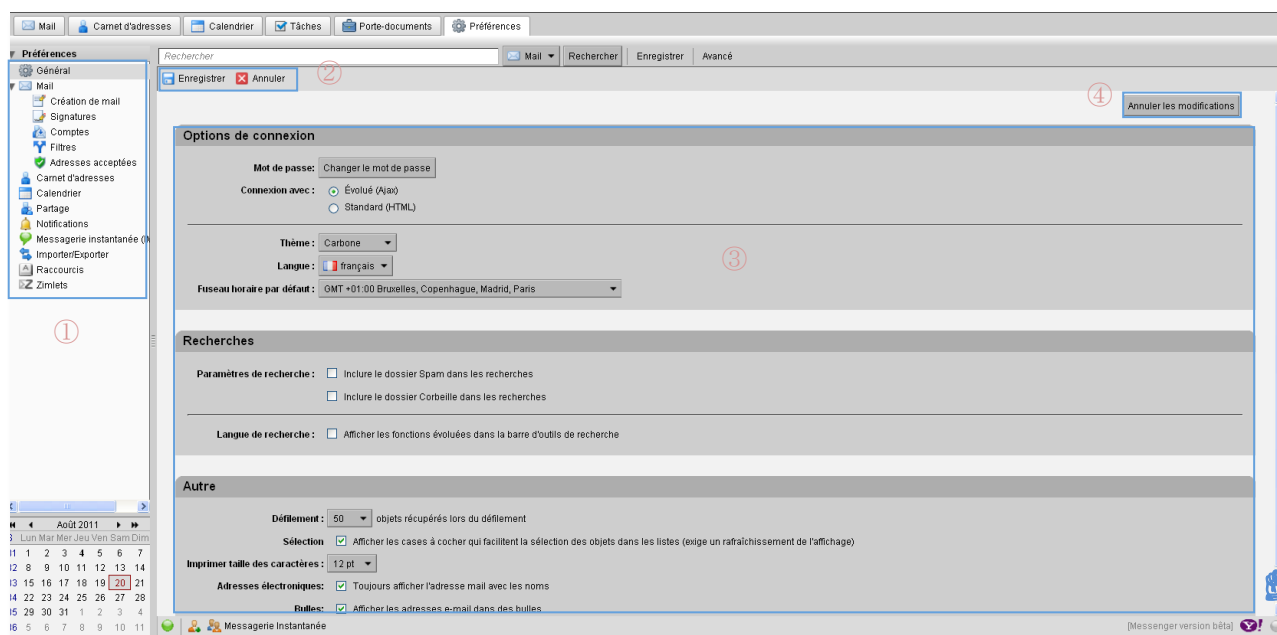 Mail Carnet d'adresses Calendrier Tâches Porte-documents Préférences
Préférences
Rechercher Mail Rechercher Enregistrer Avancé
Général
Mail
Création de mail
Signatures
Comptes
Filtres
Adresses acceptées
Carnet d'adresses
Calendrier
Partage
Notifications
Messagerie instantanée (I
Importer/Exporter
Raccourcis
Zimlets
①
Enregistrer Annuler ②
④ Annuler les modifications
Options de connexion
Mot de passe: Changer le mot de passe
Connexion avec : Évolué (Ajax)
Standard (HTML)
Thème : Carbone
③
Langue : français
Fuseau horaire par défaut : GMT +01:00 Bruxelles, Copenhague, Madrid, Paris
Recherches
Paramètres de recherche : Inclure le dossier Spam dans les recherches
Inclure le dossier Corbeille dans les recherches
Langue de recherche : Afficher les fonctions évoluées dans la barre d'outils de recherche
Autre
Défilement : 50 objets récupérés lors du défilement
Sélection Afficher les cases à cocher qui facilitent la sélection des objets dans les listes (exige un rafraîchissement de l'affichage)
Imprimer taille des caractères : 12 pt
Adresses électroniques: Toujours afficher l'adresse mail avec les noms
Bulles: Afficher les adresses e-mail dans des bulles
Août 2011
S Lun Mar Mer Jeu Ven Sam Dim
31 1 2 3 4 5 6 7
32 8 9 10 11 12 13 14
33 15 16 17 18 19 20 21
34 22 23 24 25 26 27 28
35 29 30 31 1 2 3 4
36 5 6 7 8 9 10 11
Messagerie Instantanée
[Messenger version bêta] Y!